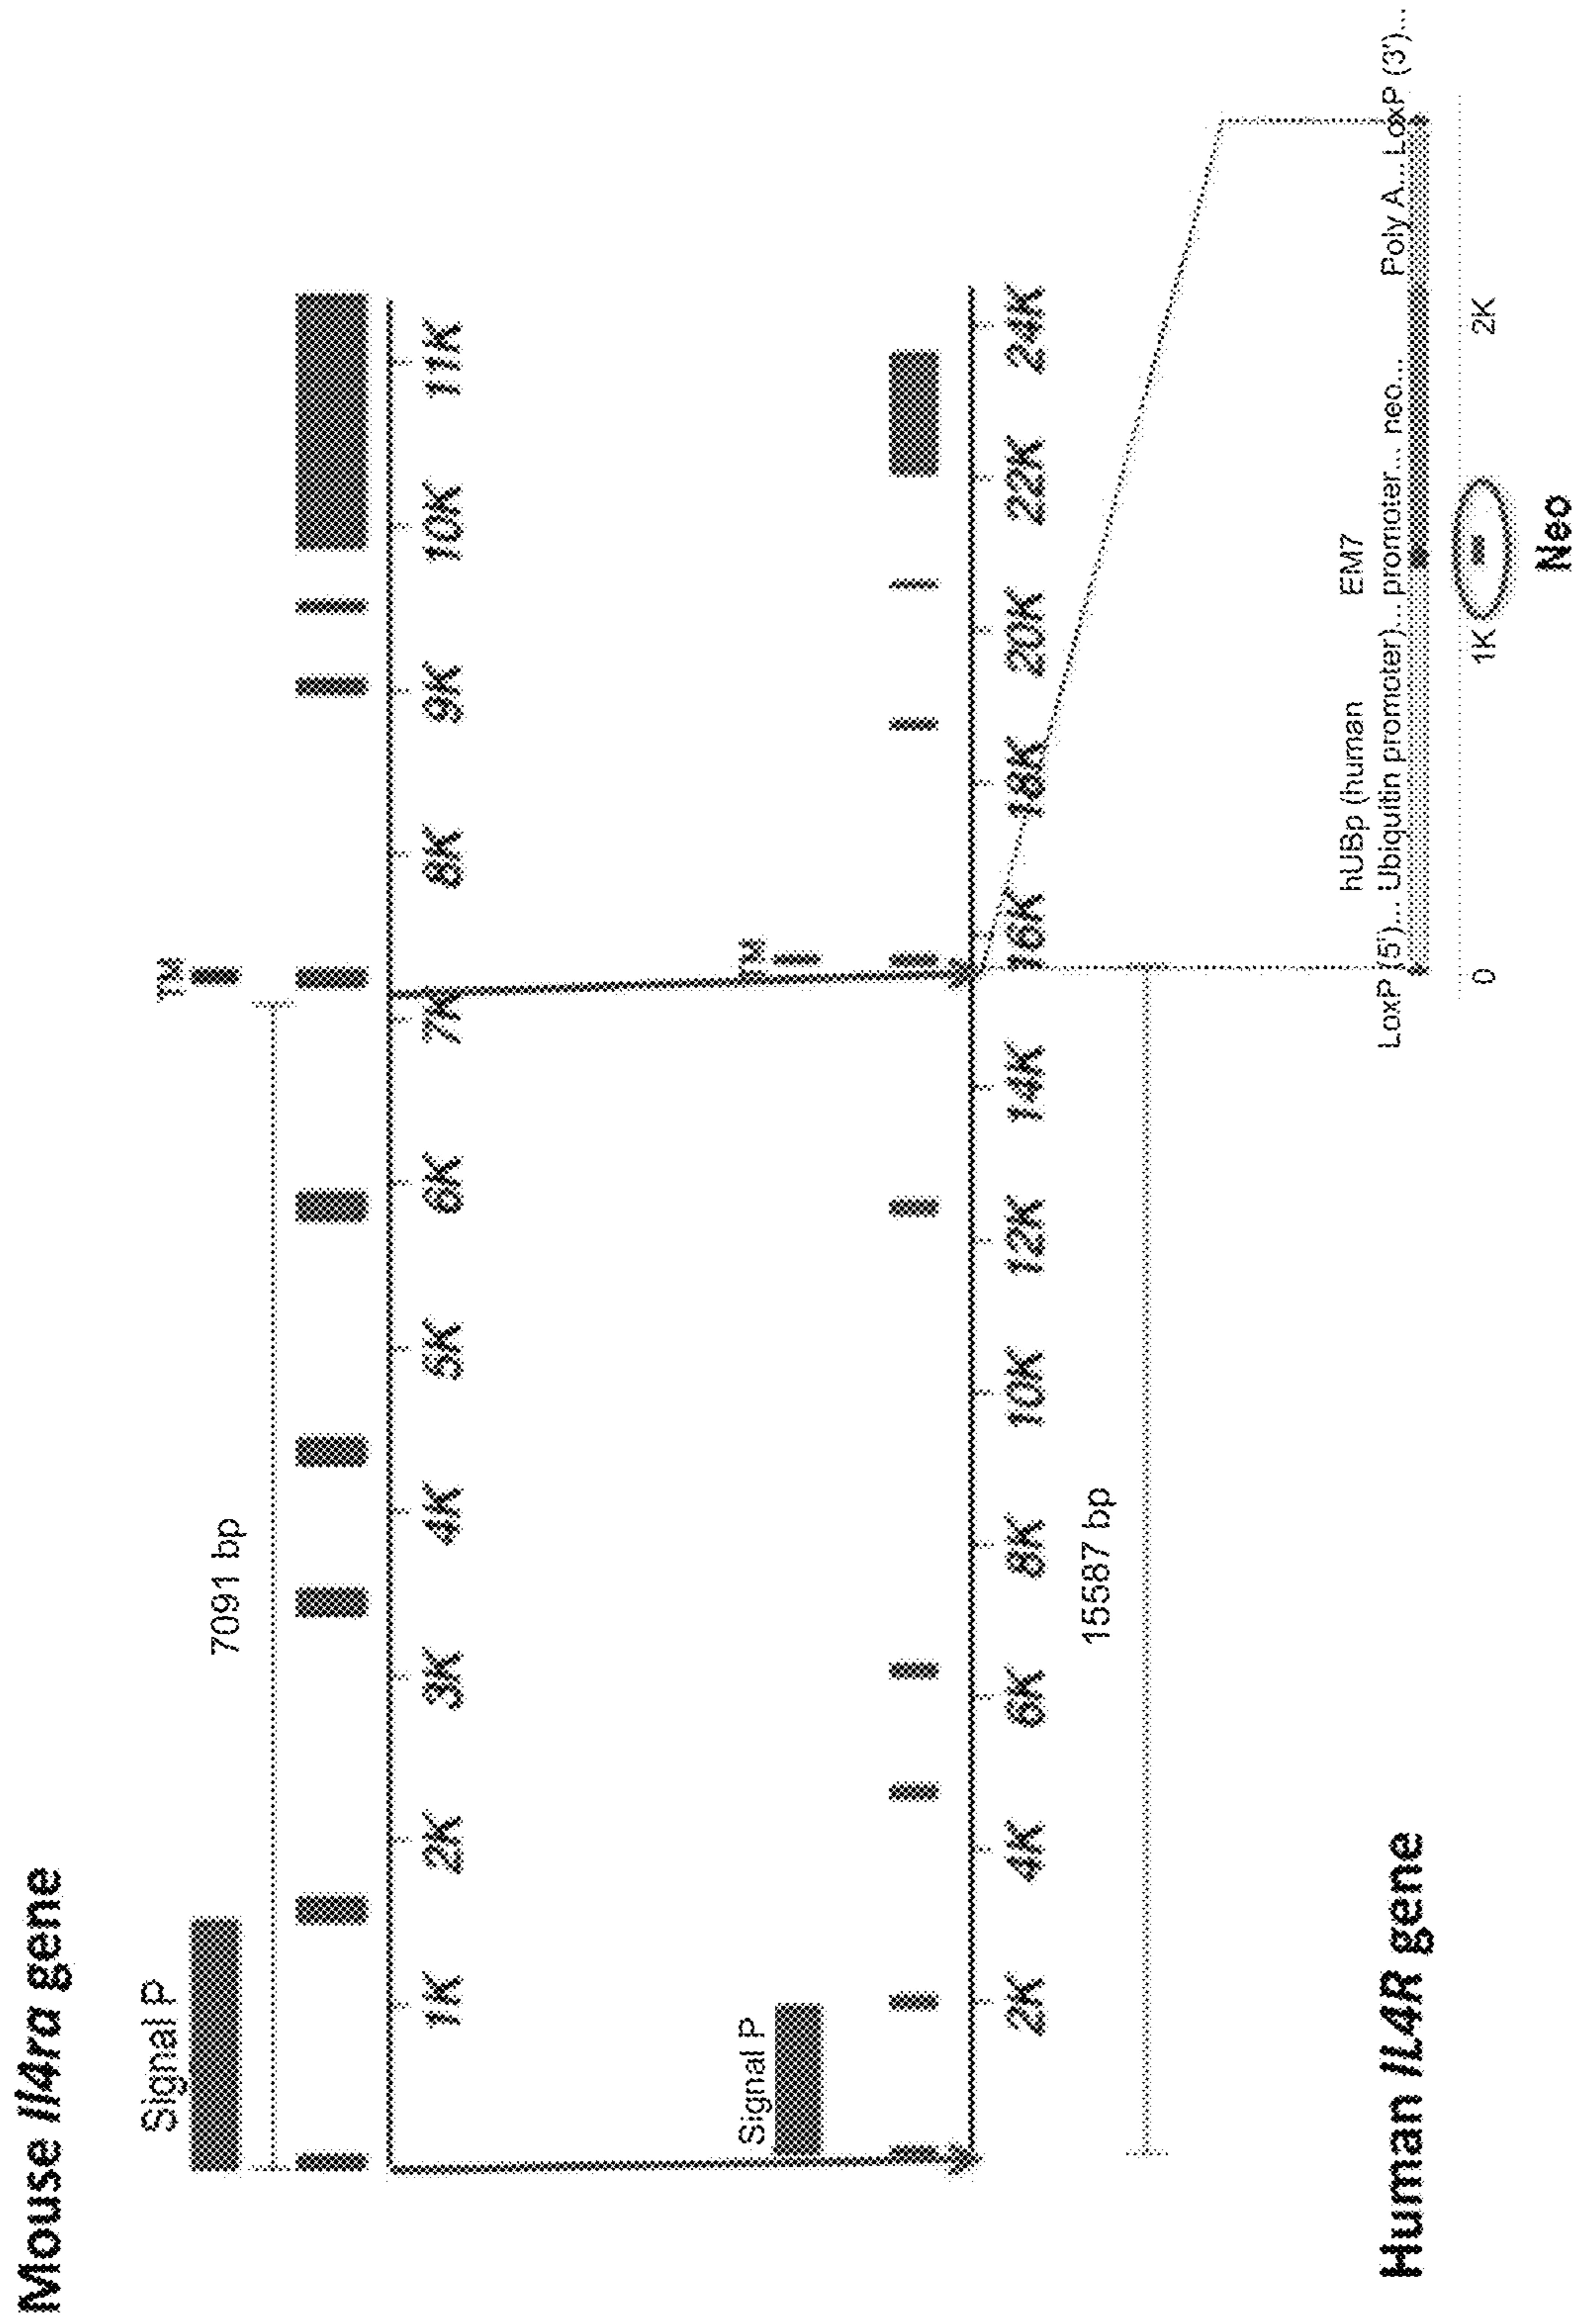 Mouse Il4ra gene
Signal P
TM
7091 bp
1K 2K 3K 4K 5K 6K 7K 8K 9K 10K 11K
Signal P
TM
2K 4K 6K 8K 10K 12K 14K 16K 18K 20K 22K 24K
15587 bp
Human IL4R gene
hUBp (human EM7
LoxP (5')... Ubiquitin promoter)... promoter... neo... Poly A... LoxP (3')...
0 1K 2K
Neo